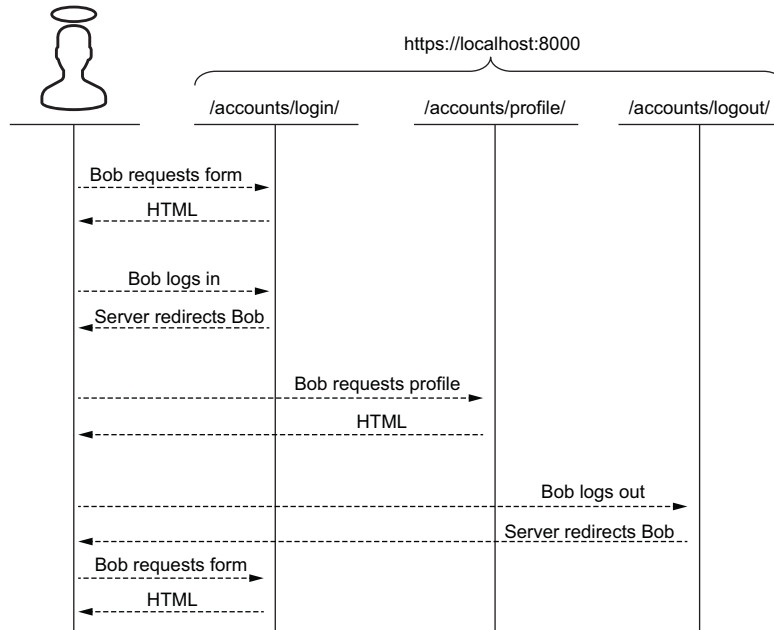 https://localhost:8000
/accounts/login/
/accounts/profile/
/accounts/logout/
Bob requests form
HTML
Bob logs in
Server redirects Bob
Bob requests profile
HTML
Bob logs out
Server redirects Bob
Bob requests form
HTML